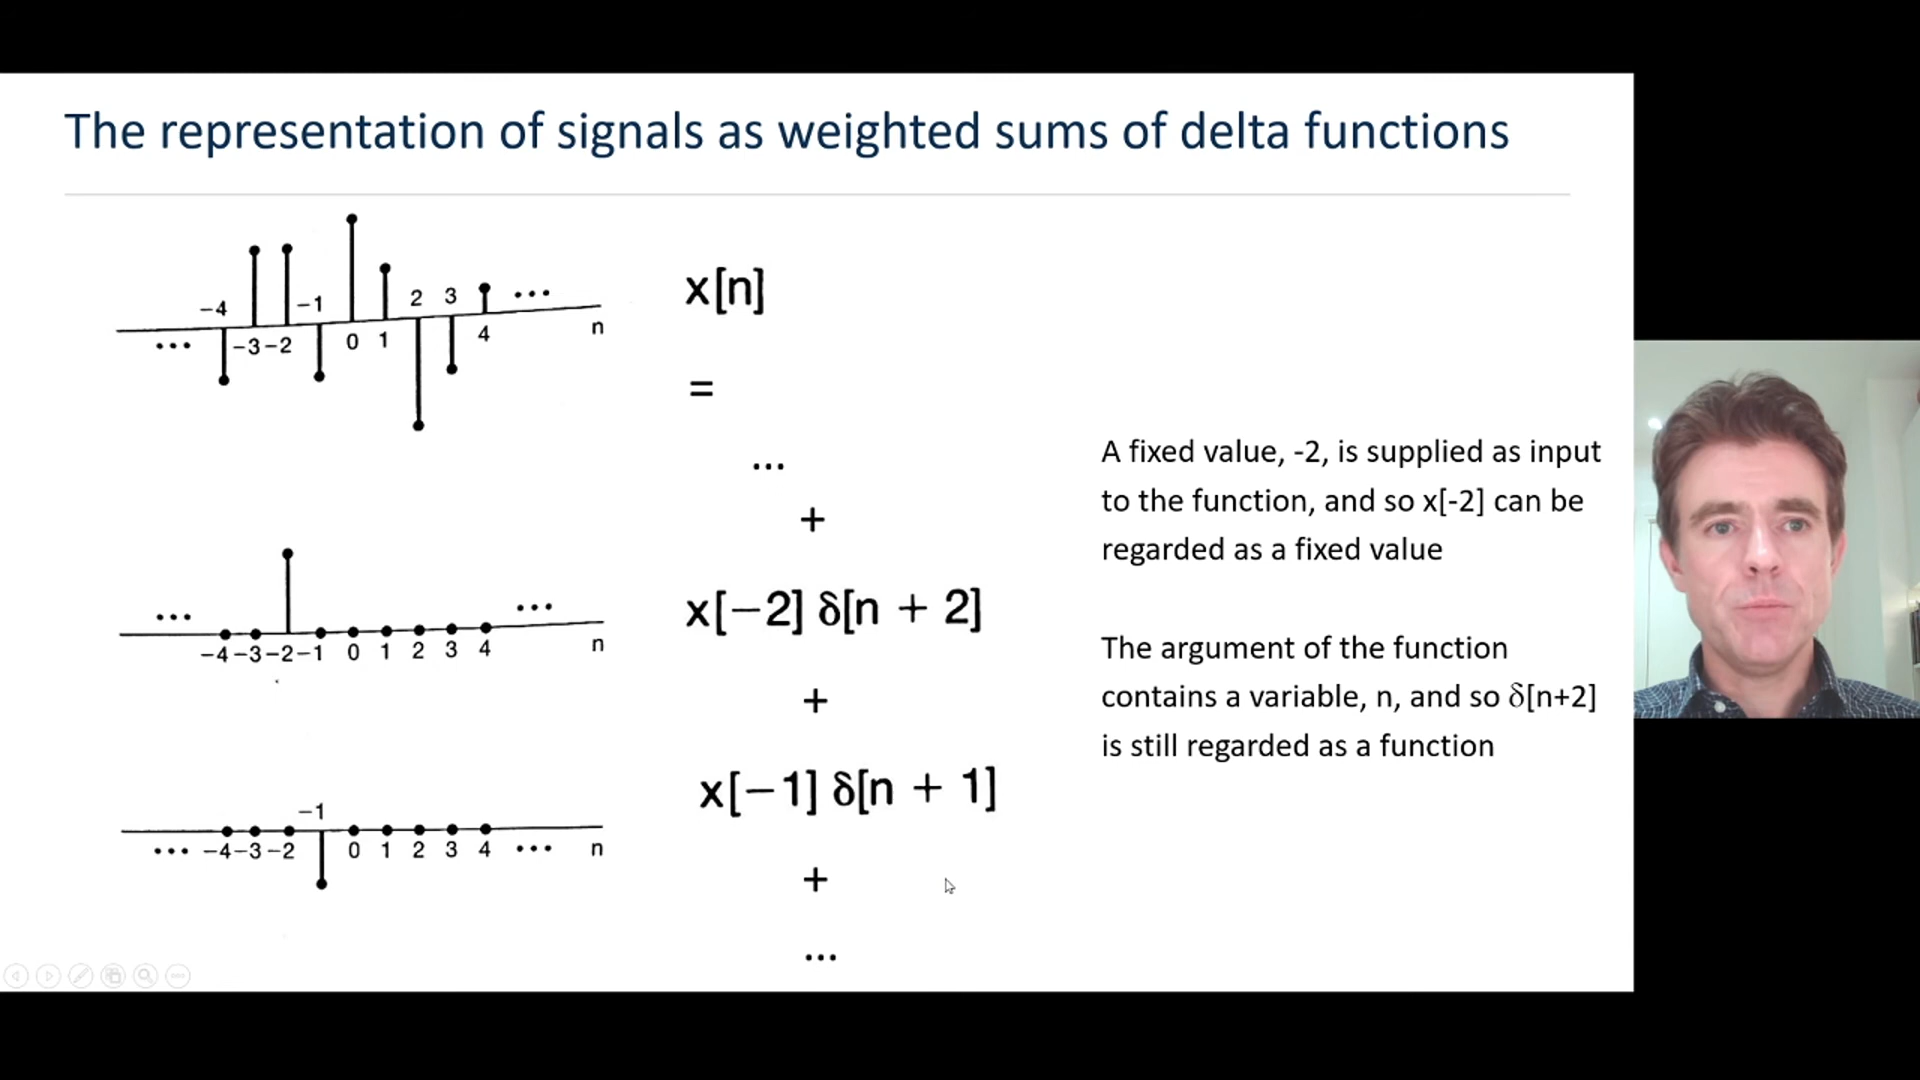 The representation of signals as weighted sums of delta functions
−4 −1 2 3 ...
... −3 −2 0 1 4 n
x[n]
=
...
+
... ...
−4 −3 −2 −1 0 1 2 3 4 n
x[−2] δ[n + 2]
+
−1
... −4 −3 −2 0 1 2 3 4 ... n
x[−1] δ[n + 1]
+
...
A fixed value, -2, is supplied as input
to the function, and so x[-2] can be
regarded as a fixed value
The argument of the function
contains a variable, n, and so δ[n+2]
is still regarded as a function